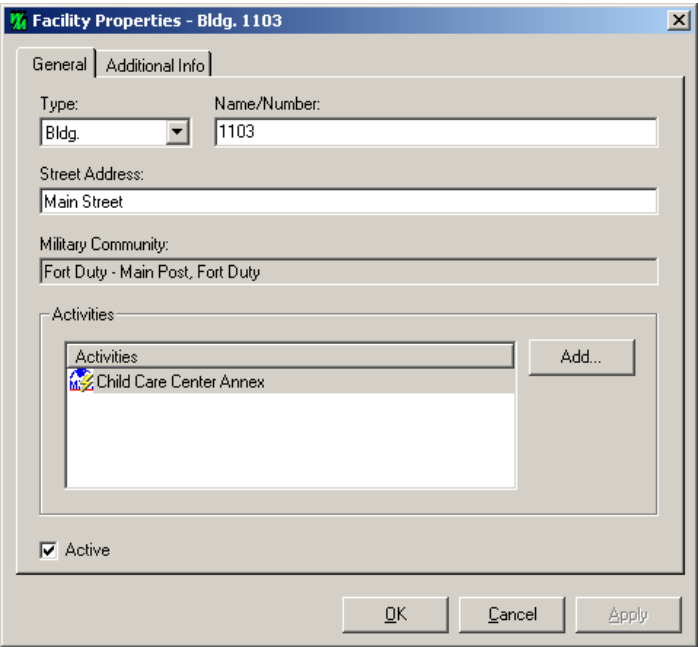 Facility Properties - Bldg. 1103
General Additional Info
Type: Name/Number:
Bldg. 1103
Street Address:
Main Street
Military Community:
Fort Duty - Main Post, Fort Duty
Activities
Activities Add...
Child Care Center Annex
Active
OK Cancel Apply